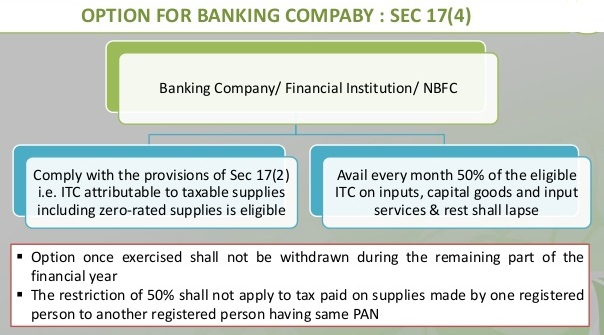 OPTION FOR BANKING COMPABY : SEC 17(4)
Banking Company/ Financial Institution/ NBFC
Comply with the provisions of Sec 17(2)
i.e. ITC attributable to taxable supplies
including zero-rated supplies is eligible
Avail every month 50% of the eligible
ITC on inputs, capital goods and input
services & rest shall lapse
▪ Option once exercised shall not be withdrawn during the remaining part of the
financial year
▪ The restriction of 50% shall not apply to tax paid on supplies made by one registered
person to another registered person having same PAN